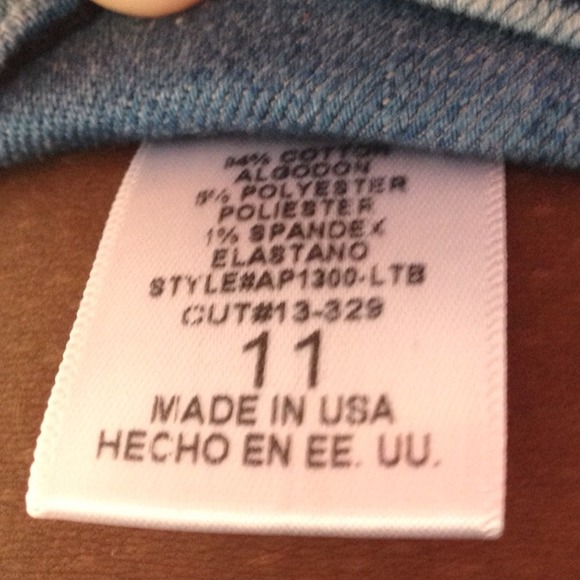 94% COTTON
ALGODON
5% POLYESTER
POLIESTER
1% SPANDEX
ELASTANO
STYLE#AP1300-LTB
CUT#13-329
11
MADE IN USA
HECHO EN EE. UU.